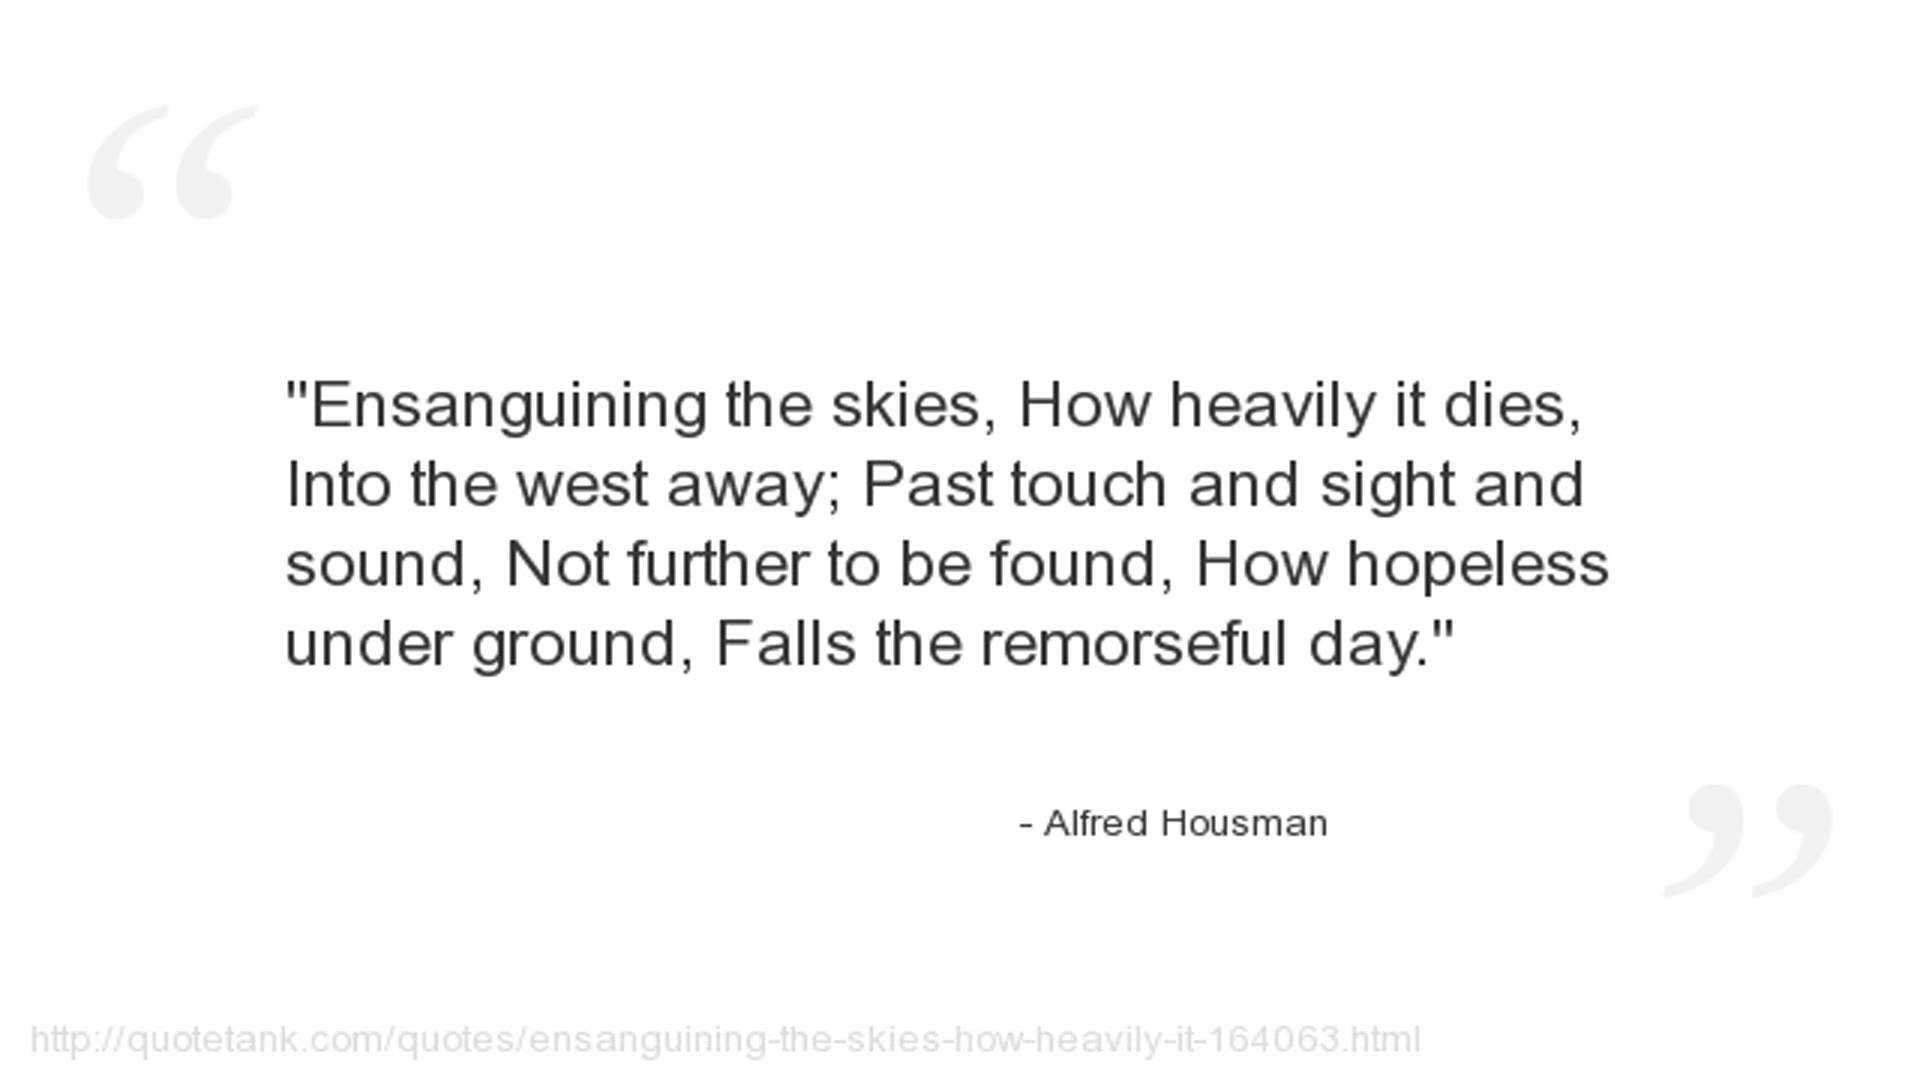 "Ensanguining the skies, How heavily it dies,
Into the west away; Past touch and sight and
sound, Not further to be found, How hopeless
under ground, Falls the remorseful day."
- Alfred Housman
http://quotetank.com/quotes/ensanguining-the-skies-how-heavily-it-164063.html